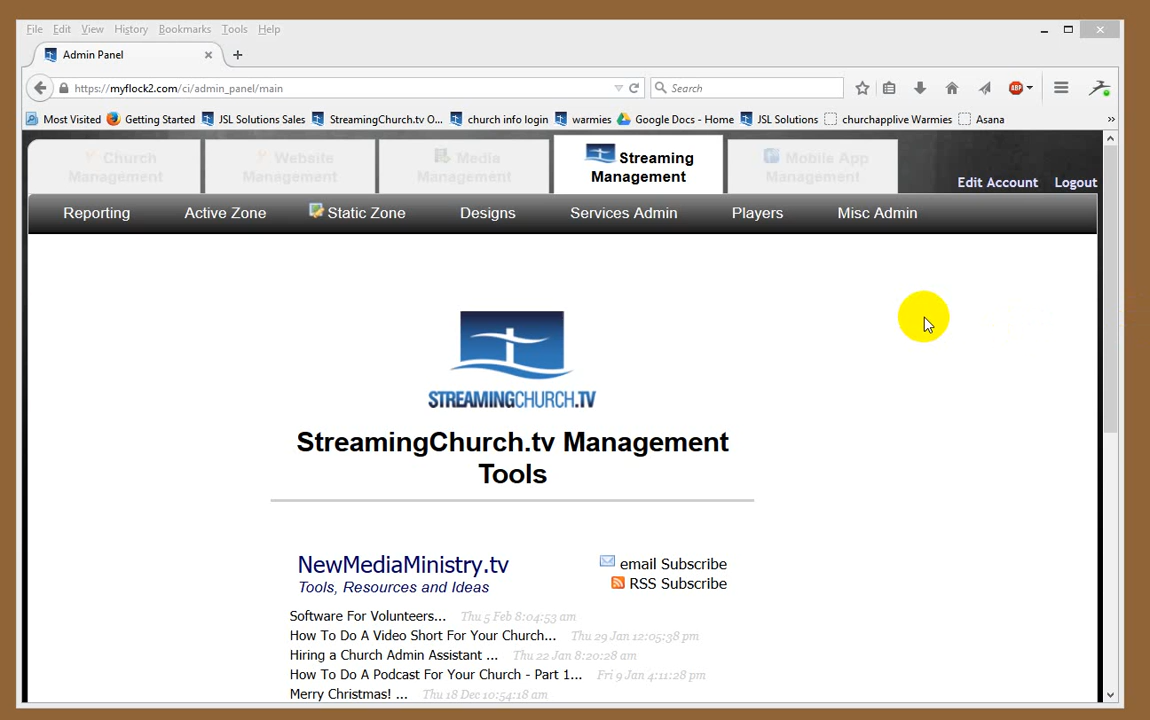 File Edit View History Bookmarks Tools Help
Admin Panel
https://myflock2.com/ci/admin_panel/main
Search
ABP
Most Visited Getting Started JSL Solutions Sales StreamingChurch.tv O... church info login warmies Google Docs - Home JSL Solutions churchapplive Warmies Asana
Church Management
Website Management
Media Management
Streaming Management
Mobile App Management
Edit Account Logout
Reporting Active Zone Static Zone Designs Services Admin Players Misc Admin
STREAMINGCHURCH.TV
StreamingChurch.tv Management
Tools
NewMediaMinistry.tv
email Subscribe
Tools, Resources and Ideas
RSS Subscribe
Software For Volunteers... Thu 5 Feb 8:04:53 am
How To Do A Video Short For Your Church... Thu 29 Jan 12:05:38 pm
Hiring a Church Admin Assistant ... Thu 22 Jan 8:20:28 am
How To Do A Podcast For Your Church - Part 1... Fri 9 Jan 4:11:28 pm
Merry Christmas! ... Thu 18 Dec 10:54:18 am